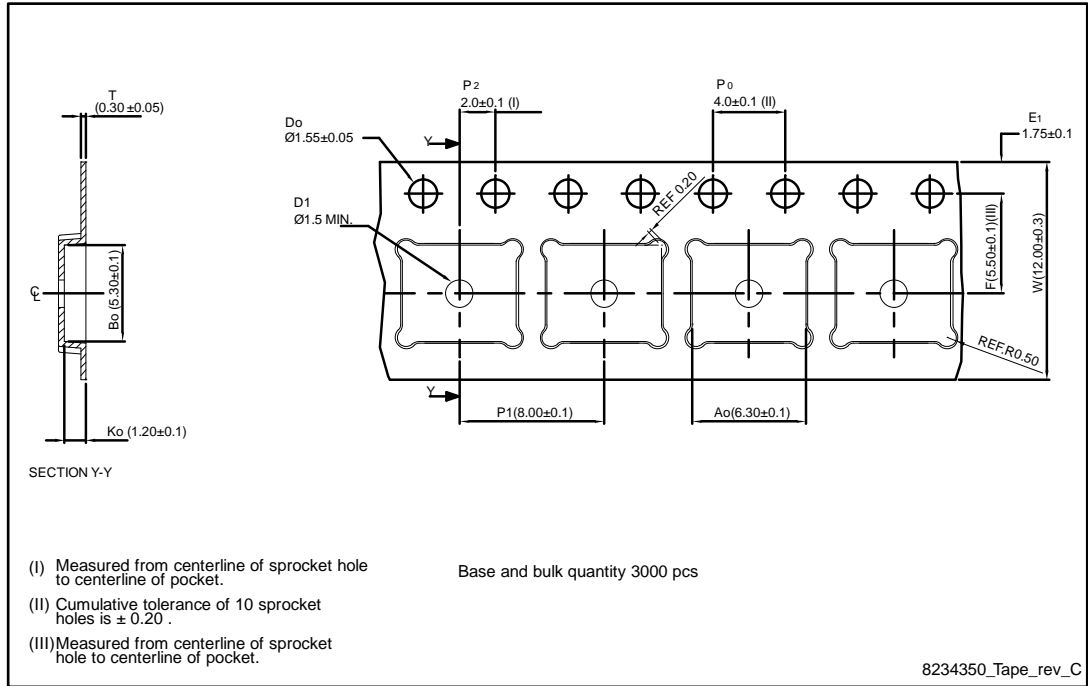 T
(0.30 ±0.05)
P2
2.0±0.1 (I)
P0
4.0±0.1 (II)
Do
Ø1.55±0.05
E1
1.75±0.1
Y
REF 0.20
D1
Ø1.5 MIN.
F(5.50±0.1)(III)
W(12.00±0.3)
CL
Bo (5.30±0.1)
REF.R0.50
Y
P1(8.00±0.1)
Ao(6.30±0.1)
Ko (1.20±0.1)
SECTION Y-Y
(I) Measured from centerline of sprocket hole
to centerline of pocket.
Base and bulk quantity 3000 pcs
(II) Cumulative tolerance of 10 sprocket
holes is ± 0.20 .
(III)Measured from centerline of sprocket
hole to centerline of pocket.
8234350_Tape_rev_C